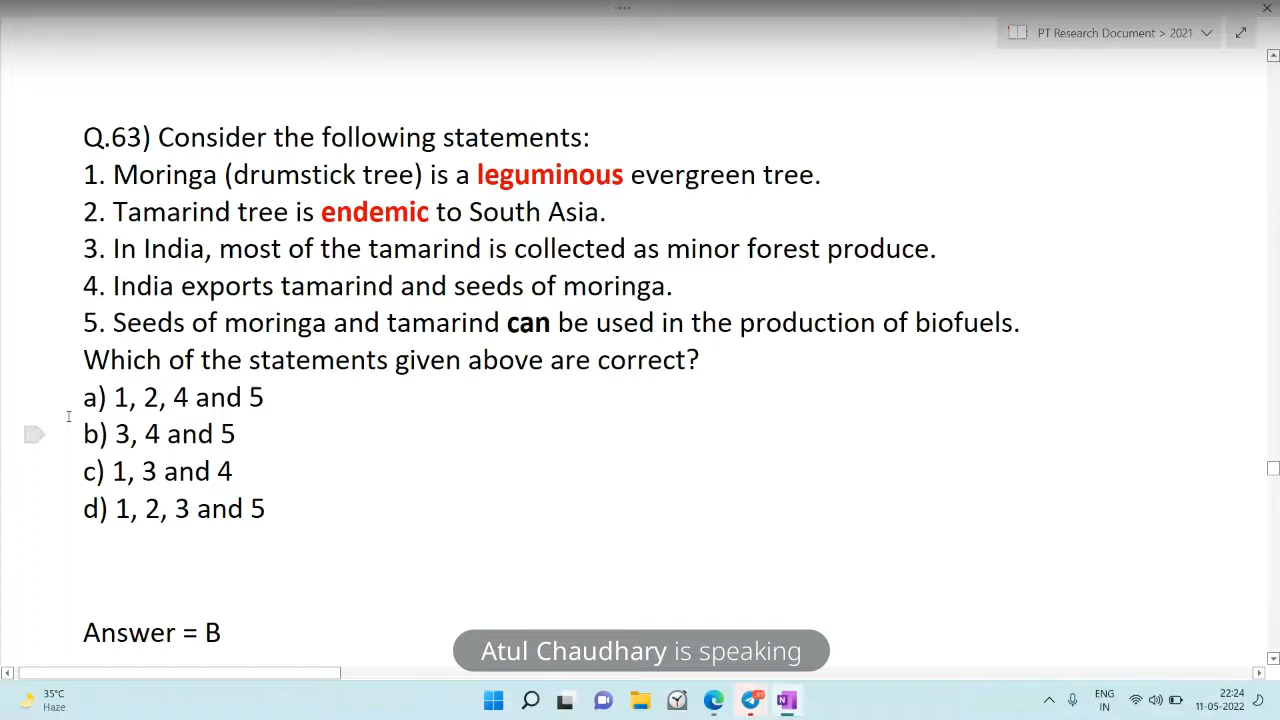 PT Research Document > 2021
Q.63) Consider the following statements:
1. Moringa (drumstick tree) is a leguminous evergreen tree.
2. Tamarind tree is endemic to South Asia.
3. In India, most of the tamarind is collected as minor forest produce.
4. India exports tamarind and seeds of moringa.
5. Seeds of moringa and tamarind can be used in the production of biofuels.
Which of the statements given above are correct?
a) 1, 2, 4 and 5
b) 3, 4 and 5
c) 1, 3 and 4
d) 1, 2, 3 and 5
Answer = B
Atul Chaudhary is speaking
35°C
Haze
ENG
IN
22:24
11-05-2022